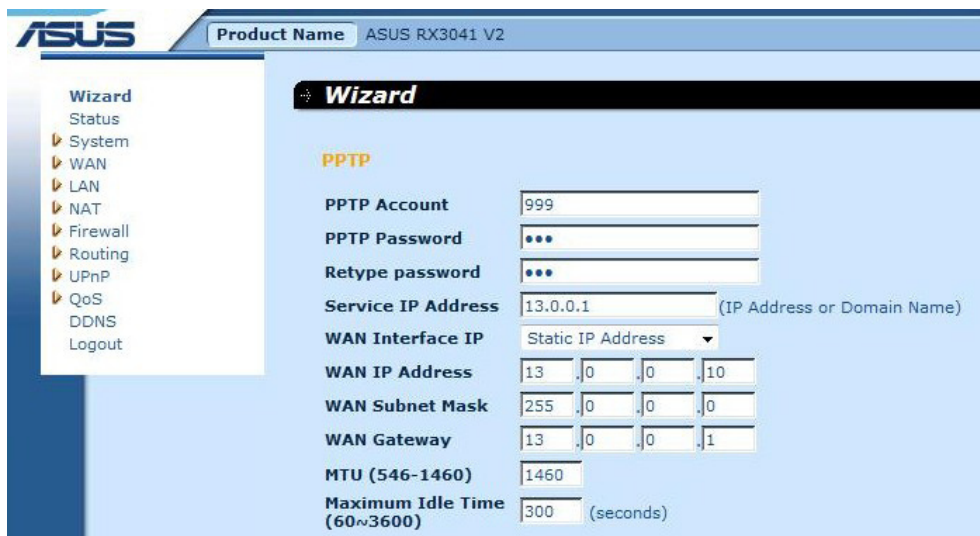 ASUS
Product Name ASUS RX3041 V2
Wizard
Status
System
WAN
LAN
NAT
Firewall
Routing
UPnP
QoS
DDNS
Logout
Wizard
PPTP
PPTP Account 999
PPTP Password •••
Retype password •••
Service IP Address 13.0.0.1 (IP Address or Domain Name)
WAN Interface IP Static IP Address
WAN IP Address 13 .0 .0 .10
WAN Subnet Mask 255 .0 .0 .0
WAN Gateway 13 .0 .0 .1
MTU (546-1460) 1460
Maximum Idle Time
(60~3600) 300 (seconds)